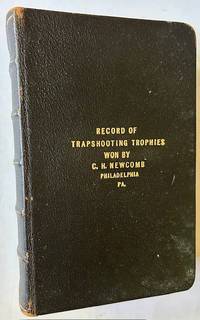 RECORD OF
TRAPSHOOTING TROPHIES
WON BY
C. H. NEWCOMB
PHILADELPHIA
PA.